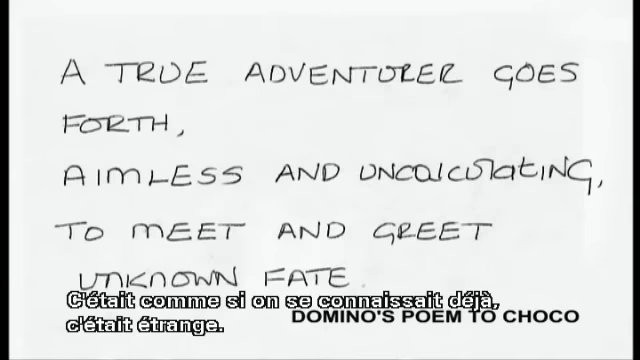 A TRUE ADVENTURER GOES
FORTH,
AIMLESS AND UNCALCULATING,
TO MEET AND GREET
UNKNOWN FATE.
C'était comme si on se connaissait déjà,
c'était étrange.
DOMINO'S POEM TO CHOCO